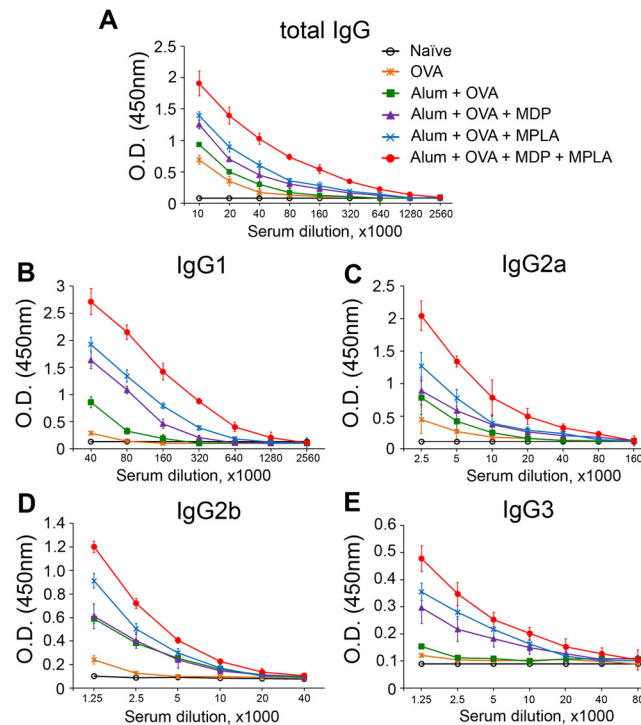 A
total IgG
Naïve
OVA
Alum + OVA
Alum + OVA + MDP
Alum + OVA + MPLA
Alum + OVA + MDP + MPLA
O.D. (450nm)
2.5
2
1.5
1
0.5
0
10 20 40 80 160 320 640 1280 2560
Serum dilution, x1000
B
IgG1
O.D. (450nm)
3
2.5
2
1.5
1
0.5
0
40 80 160 320 640 1280 2560
Serum dilution, x1000
C
IgG2a
O.D. (450nm)
2.5
2
1.5
1
0.5
0
2.5 5 10 20 40 80 160
Serum dilution, x1000
D
IgG2b
O.D. (450nm)
1.4
1.2
1.0
0.8
0.6
0.4
0.2
0
1.25 2.5 5 10 20 40
Serum dilution, x1000
E
IgG3
O.D. (450nm)
0.6
0.5
0.4
0.3
0.2
0.1
0
1.25 2.5 5 10 20 40 80
Serum dilution, x1000